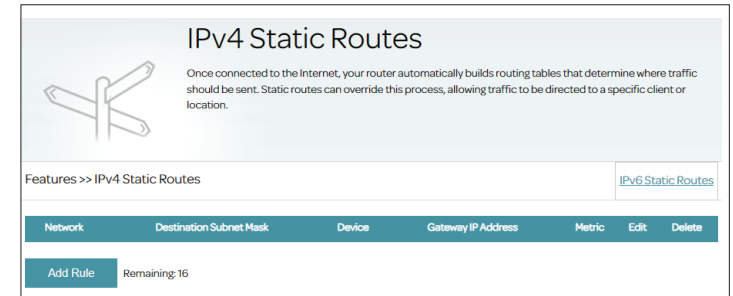 IPv4 Static Routes
Once connected to the Internet, your router automatically builds routing tables that determine where traffic
should be sent. Static routes can override this process, allowing traffic to be directed to a specific client or
location.
Features >> IPv4 Static Routes
IPv6 Static Routes
Network Destination Subnet Mask Device Gateway IP Address Metric Edit Delete
Add Rule Remaining: 16